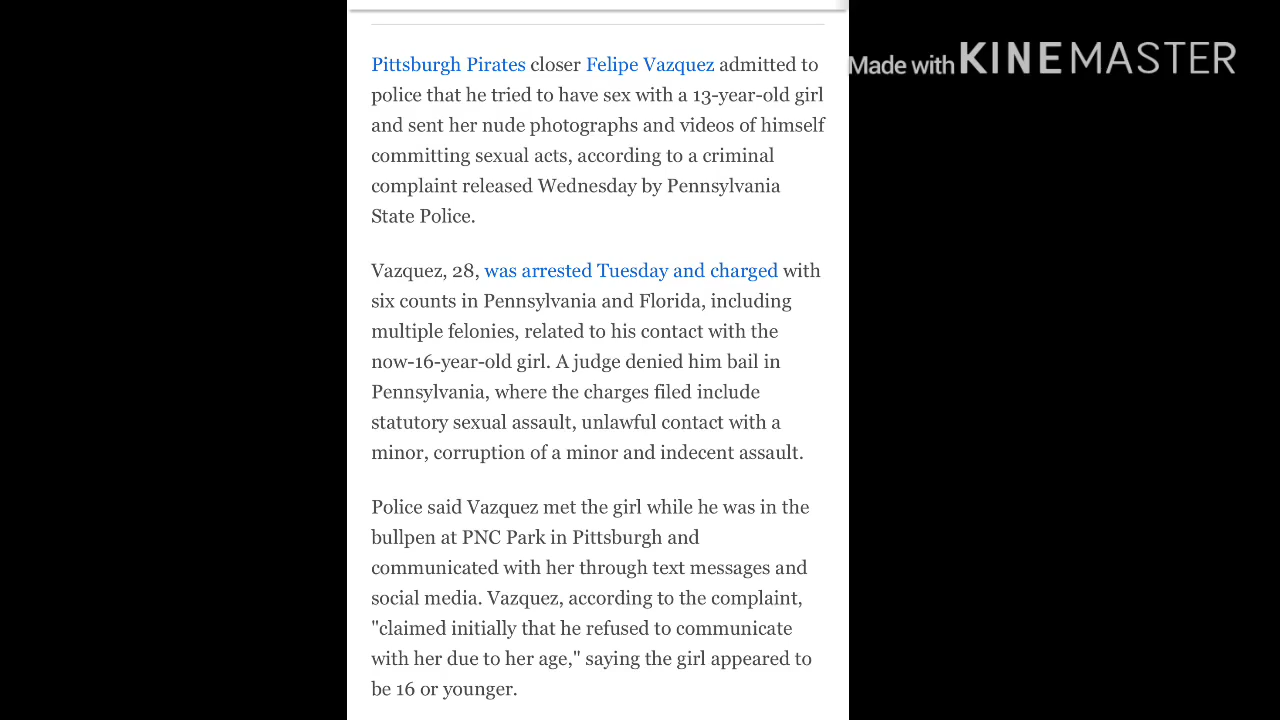 Pittsburgh Pirates closer Felipe Vazquez admitted to
police that he tried to have sex with a 13-year-old girl
and sent her nude photographs and videos of himself
committing sexual acts, according to a criminal
complaint released Wednesday by Pennsylvania
State Police.
Vazquez, 28, was arrested Tuesday and charged with
six counts in Pennsylvania and Florida, including
multiple felonies, related to his contact with the
now-16-year-old girl. A judge denied him bail in
Pennsylvania, where the charges filed include
statutory sexual assault, unlawful contact with a
minor, corruption of a minor and indecent assault.
Police said Vazquez met the girl while he was in the
bullpen at PNC Park in Pittsburgh and
communicated with her through text messages and
social media. Vazquez, according to the complaint,
"claimed initially that he refused to communicate
with her due to her age," saying the girl appeared to
be 16 or younger.
Made with KINEMASTER